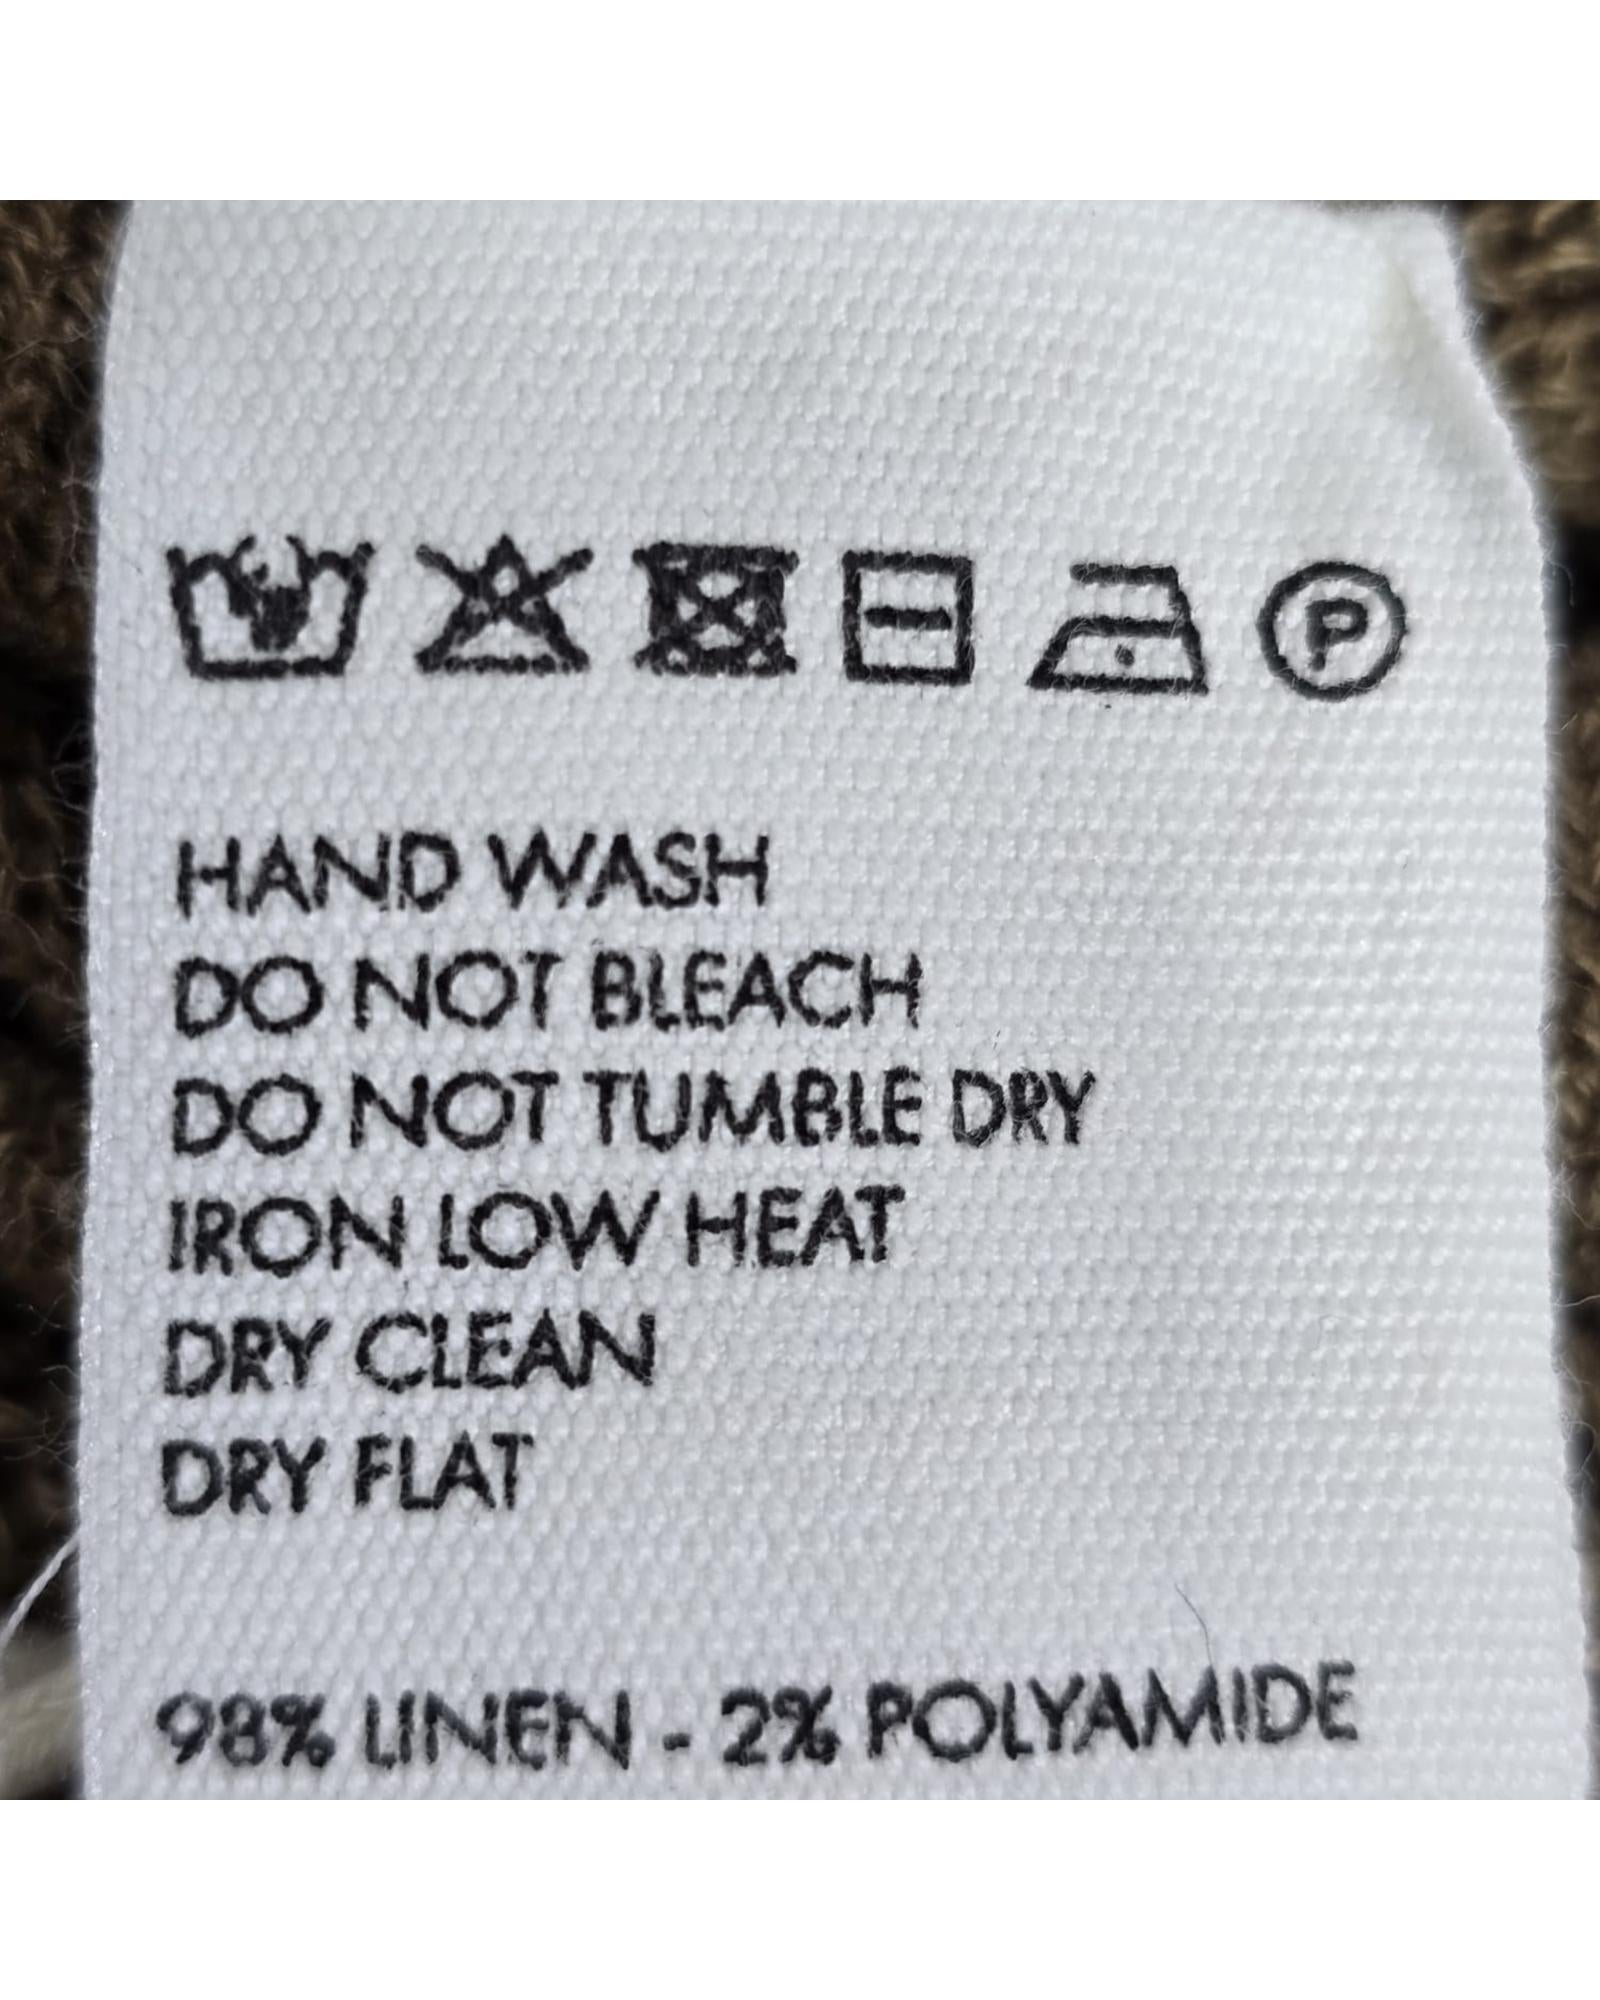 P
HAND WASH
DO NOT BLEACH
DO NOT TUMBLE DRY
IRON LOW HEAT
DRY CLEAN
DRY FLAT
98% LINEN - 2% POLYAMIDE